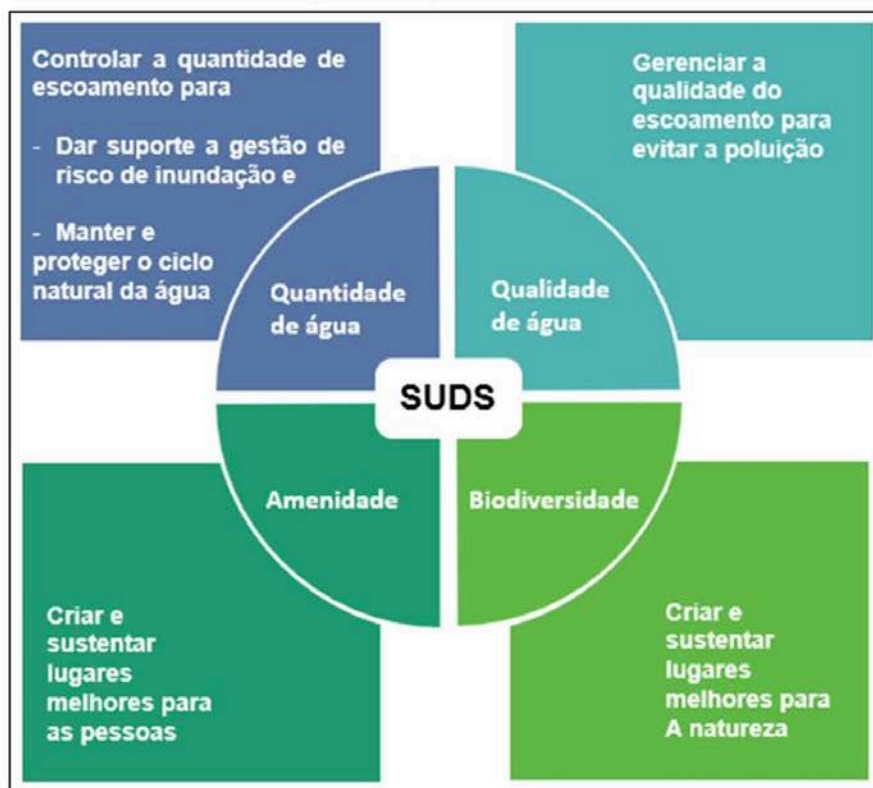 Controlar a quantidade de
escoamento para
- Dar suporte a gestão de
risco de inundação e
- Manter e
proteger o ciclo
natural da água
Quantidade
de água
Gerenciar a
qualidade do
escoamento para
evitar a poluição
Qualidade
de água
SUDS
Amenidade
Criar e
sustentar
lugares
melhores para
as pessoas
Biodiversidade
Criar e
sustentar
lugares
melhores para
A natureza